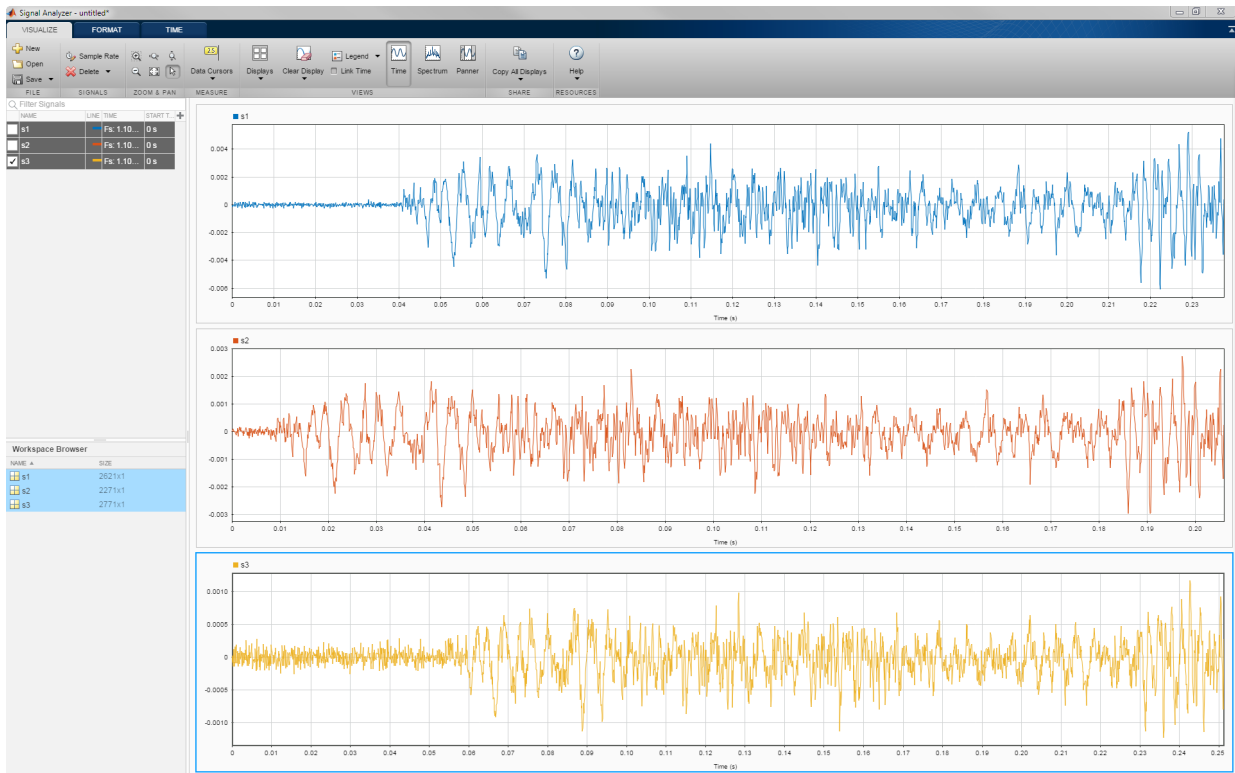 Signal Analyzer - untitled*
VISUALIZE FORMAT TIME
New
Open
Save
Sample Rate
Delete
Data Cursors
Displays
Clear Display
Legend
Link Time
Time
Spectrum
Panner
Copy All Displays
Help
FILE SIGNALS ZOOM & PAN MEASURE VIEWS SHARE RESOURCES
Filter Signals
NAME LINE TIME START T...
s1 Fs: 1.10... 0 s
s2 Fs: 1.10... 0 s
s3 Fs: 1.10... 0 s
Workspace Browser
NAME SIZE
s1 2621x1
s2 2271x1
s3 2771x1
s1
0.004
0.002
0
-0.002
-0.004
-0.006
0 0.01 0.02 0.03 0.04 0.05 0.06 0.07 0.08 0.09 0.10 0.11 0.12 0.13 0.14 0.15 0.16 0.17 0.18 0.19 0.20 0.21 0.22 0.23
Time (s)
s2
0.003
0.002
0.001
0
-0.001
-0.002
-0.003
0 0.01 0.02 0.03 0.04 0.05 0.06 0.07 0.08 0.09 0.10 0.11 0.12 0.13 0.14 0.15 0.16 0.17 0.18 0.19 0.20
Time (s)
s3
0.0010
0.0005
0
-0.0005
-0.0010
0 0.01 0.02 0.03 0.04 0.05 0.06 0.07 0.08 0.09 0.10 0.11 0.12 0.13 0.14 0.15 0.16 0.17 0.18 0.19 0.20 0.21 0.22 0.23 0.24 0.25
Time (s)